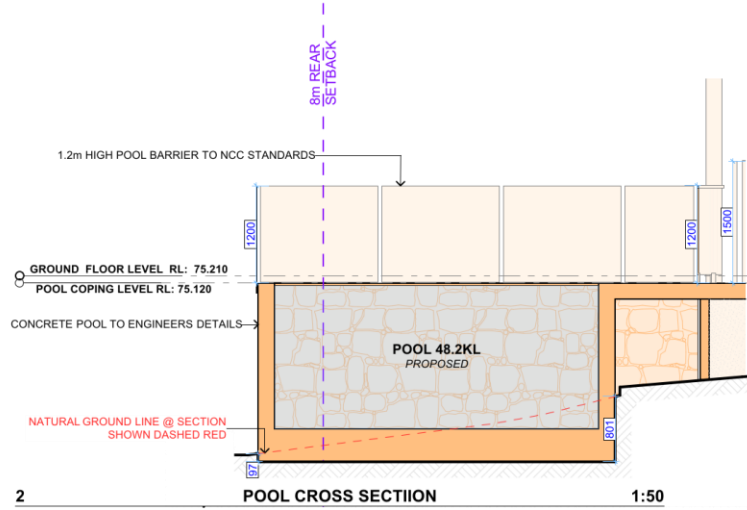 8m REAR
SETBACK
1.2m HIGH POOL BARRIER TO NCC STANDARDS
1200
1200
1500
GROUND FLOOR LEVEL RL: 75.210
POOL COPING LEVEL RL: 75.120
CONCRETE POOL TO ENGINEERS DETAILS
POOL 48.2KL
PROPOSED
NATURAL GROUND LINE @ SECTION
SHOWN DASHED RED
801
97
2 POOL CROSS SECTIION 1:50